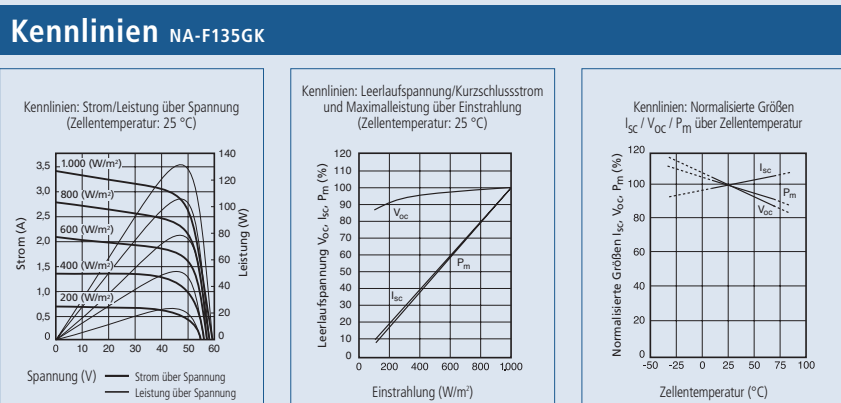 Kennlinien NA-F135GK
Kennlinien: Strom/Leistung über Spannung
(Zellentemperatur: 25 °C)
Strom (A)
3,5
3,0
2,5
2,0
1,5
1,0
0,5
0
1.000 (W/m²)
800 (W/m²)
600 (W/m²)
400 (W/m²)
200 (W/m²)
140
120
100
80
60
40
20
0
Leistung (W)
0 10 20 30 40 50 60
Spannung (V)
Strom über Spannung
Leistung über Spannung
Kennlinien: Leerlaufspannung/Kurzschlussstrom
und Maximalleistung über Einstrahlung
(Zellentemperatur: 25 °C)
Leerlaufspannung Voc, Isc, Pm (%)
120
110
100
90
80
70
60
50
40
30
20
10
0
Voc
Pm
Isc
0 200 400 600 800 1.000
Einstrahlung (W/m²)
Kennlinien: Normalisierte Größen
ISC / VOC / Pm über Zellentemperatur
Normalisierte Größen Isc, Voc, Pm (%)
120
100
80
60
40
20
0
Isc
Pm
Voc
-50 -25 0 25 50 75 100
Zellentemperatur (°C)